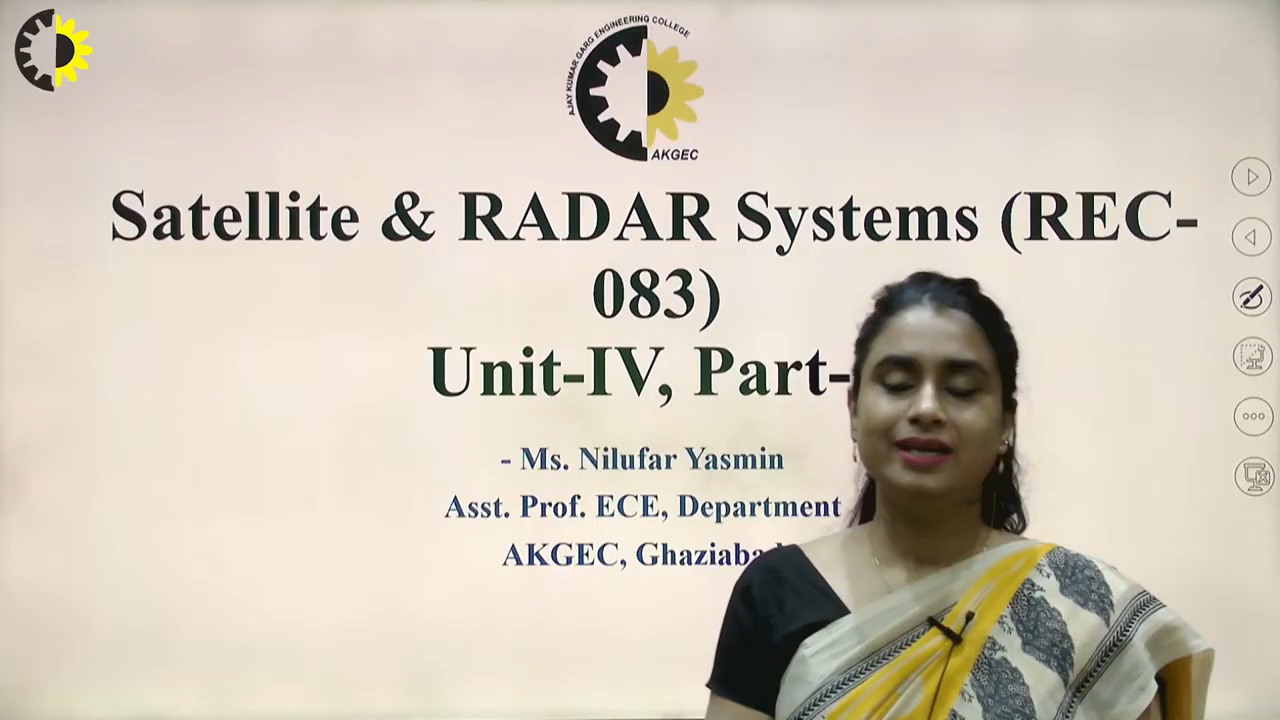 AJAY KUMAR GARG ENGINEERING COLLEGE
AKGEC
Satellite & RADAR Systems (REC-
083)
Unit-IV, Part-
- Ms. Nilufar Yasmin
Asst. Prof. ECE, Department
AKGEC,